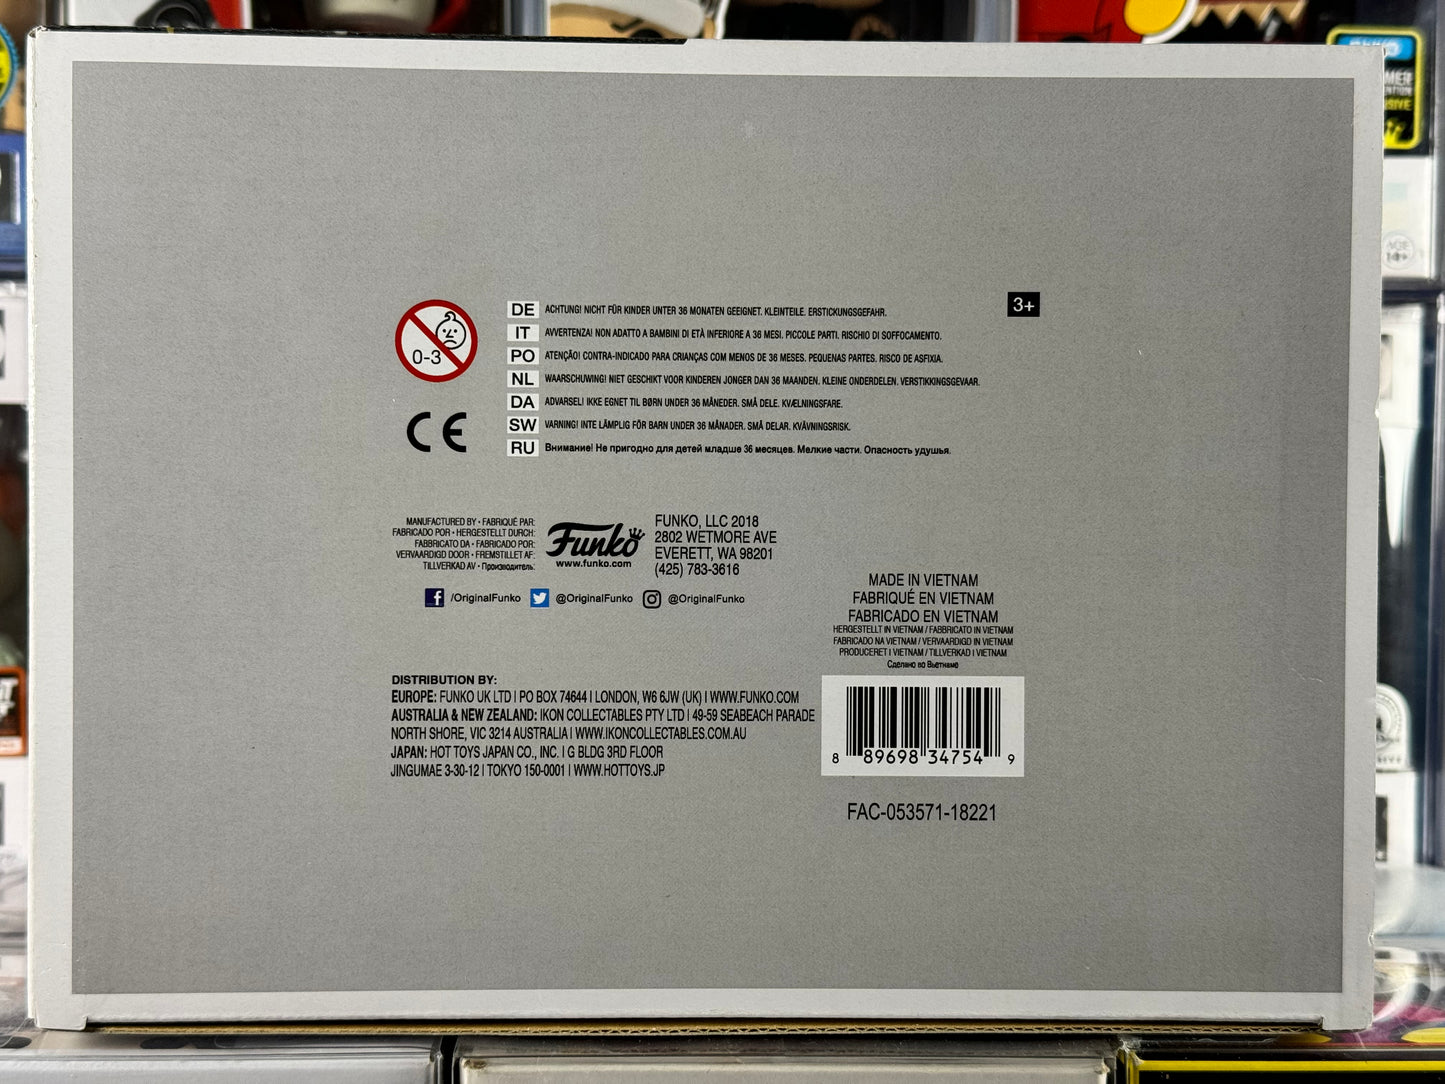 0-3
DE ACHTUNG! NICHT FÜR KINDER UNTER 36 MONATEN GEEIGNET. KLEINTEILE. ERSTICKUNGSGEFAHR.
IT AVVERTENZA! NON ADATTO A BAMBINI DI ETÀ INFERIORE A 36 MESI. PICCOLE PARTI. RISCHIO DI SOFFOCAMENTO.
PO ATENÇÃO! CONTRA-INDICADO PARA CRIANÇAS COM MENOS DE 36 MESES. PEQUENAS PARTES. RISCO DE ASFIXIA.
NL WAARSCHUWING! NIET GESCHIKT VOOR KINDEREN JONGER DAN 36 MAANDEN. KLEINE ONDERDELEN. VERSTIKKINGSGEVAAR.
DA ADVARSEL! IKKE EGNET TIL BØRN UNDER 36 MÅNEDER. SMÅ DELE. KVÆLNINGSFARE.
SW VARNING! INTE LÄMPLIG FÖR BARN UNDER 36 MÅNADER. SMÅ DELAR. KVÄVNINGSRISK.
RU Внимание! Не пригодно для детей младше 36 месяцев. Мелкие части. Опасность удушья.
3+
CE
MANUFACTURED BY • FABRIQUÉ PAR:
FABRICADO POR • HERGESTELLT DURCH:
FABBRICATO DA • FABRICADO POR:
VERVAARDIGD DOOR • FREMSTILLET AF:
TILLVERKAD AV • Производитель:
Funko
www.funko.com
FUNKO, LLC 2018
2802 WETMORE AVE
EVERETT, WA 98201
(425) 783-3616
/OriginalFunko @OriginalFunko @OriginalFunko
MADE IN VIETNAM
FABRIQUÉ EN VIETNAM
FABRICADO EN VIETNAM
HERGESTELLT IN VIETNAM / FABBRICATO IN VIETNAM
FABRICADO NA VIETNAM / VERVAARDIGD IN VIETNAM
PRODUCERET I VIETNAM / TILLVERKAD I VIETNAM
Сделано во Вьетнаме
DISTRIBUTION BY:
EUROPE: FUNKO UK LTD | PO BOX 74644 | LONDON, W6 6JW (UK) | WWW.FUNKO.COM
AUSTRALIA & NEW ZEALAND: IKON COLLECTABLES PTY LTD | 49-59 SEABEACH PARADE
NORTH SHORE, VIC 3214 AUSTRALIA | WWW.IKONCOLLECTABLES.COM.AU
JAPAN: HOT TOYS JAPAN CO., INC. | G BLDG 3RD FLOOR
JINGUMAE 3-30-12 | TOKYO 150-0001 | WWW.HOTTOYS.JP
8 89698 34754 9
FAC-053571-18221